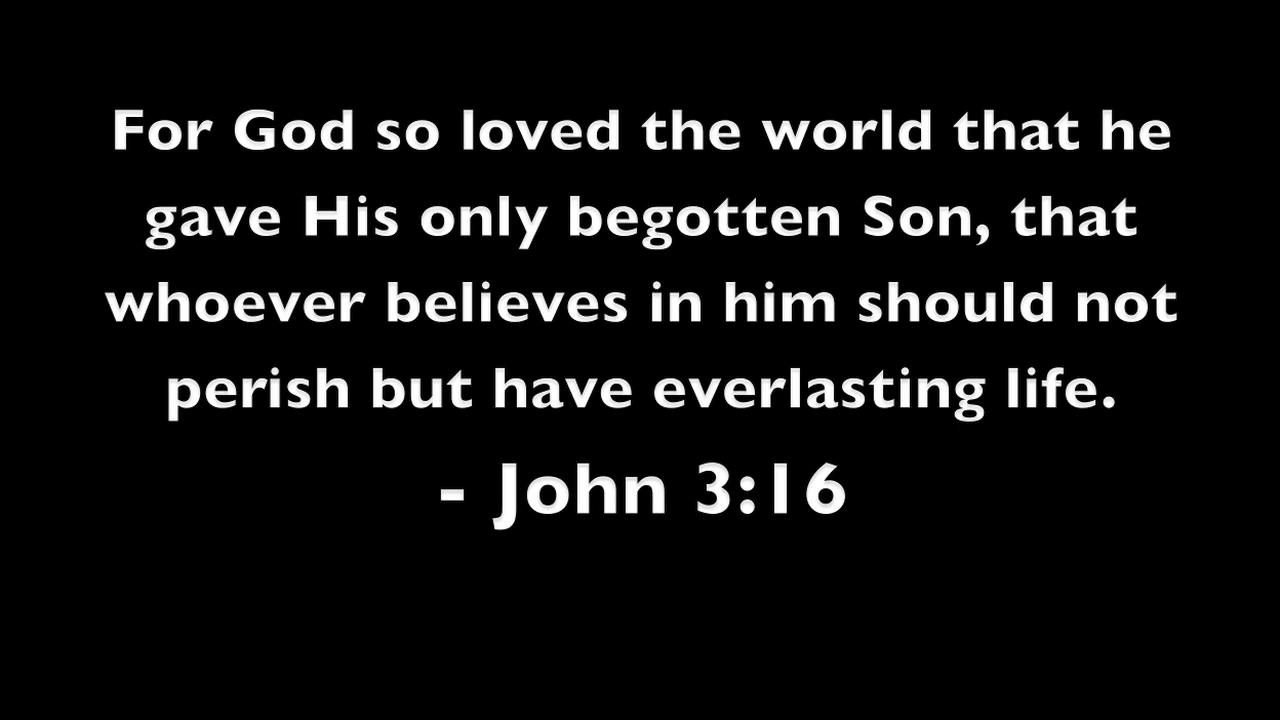 For God so loved the world that he
gave His only begotten Son, that
whoever believes in him should not
perish but have everlasting life.
- John 3:16